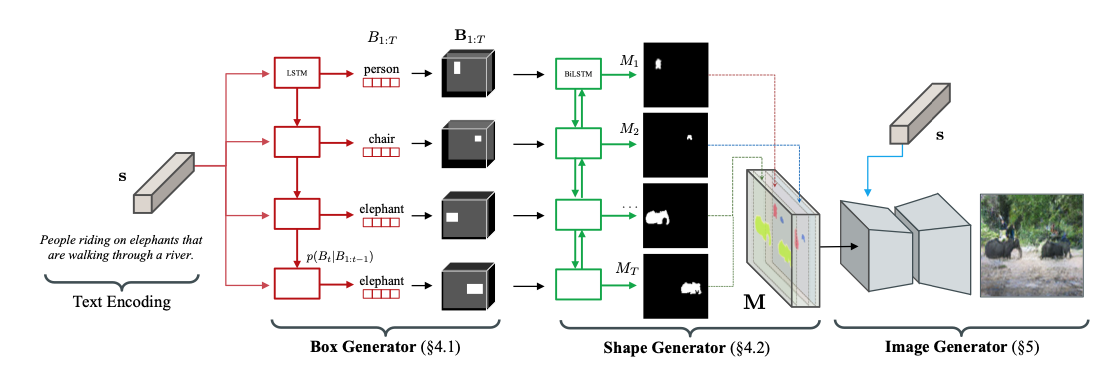 B₁:T
B₁:T
LSTM
person
BiLSTM
M₁
chair
M₂
s
s
elephant
...
People riding on elephants that
are walking through a river.
p(Bₜ|B₁:ₜ₋₁)
elephant
M_T
M
Text Encoding
Box Generator (§4.1)
Shape Generator (§4.2)
Image Generator (§5)